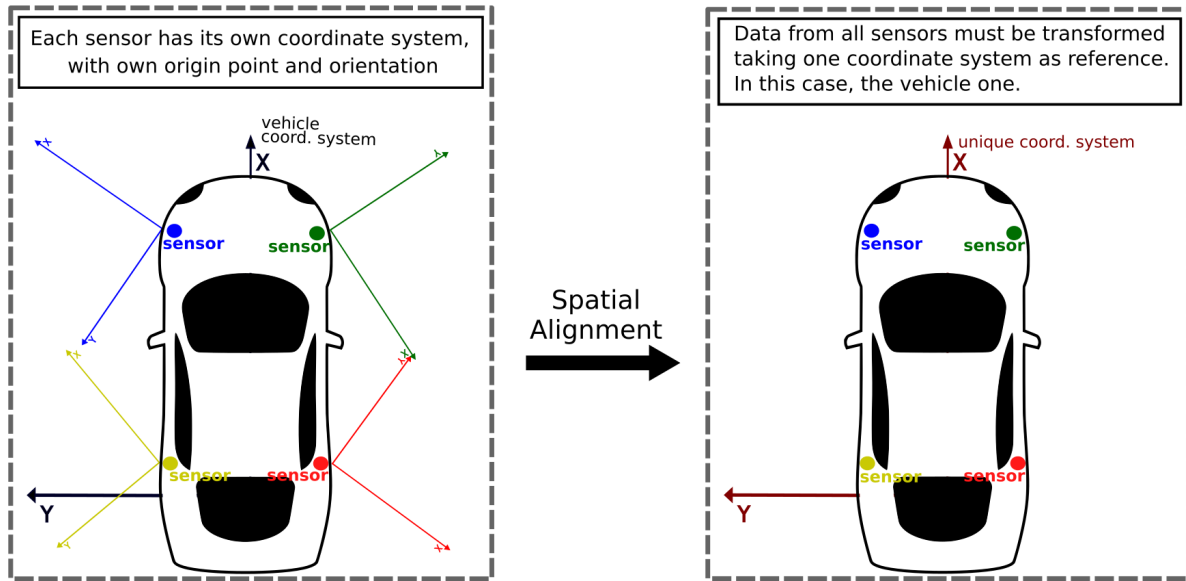 Each sensor has its own coordinate system,
with own origin point and orientation
vehicle
coord. system
X
X
Y
sensor
sensor
Y
X
X
Y
sensor
sensor
Y
X
Y
Y
X
Spatial
Alignment
Data from all sensors must be transformed
taking one coordinate system as reference.
In this case, the vehicle one.
unique coord. system
X
sensor
sensor
sensor
sensor
Y